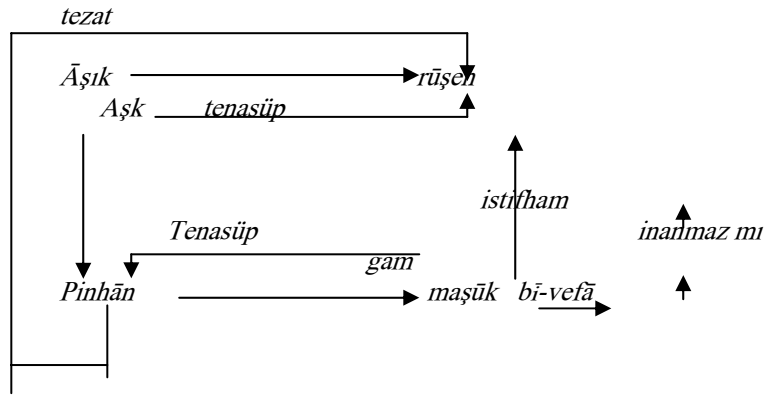 tezat
Āşık rūşen
Aşk tenasüp
istifham
Tenasüp inanmaz mı
gam
Pinhān maşūk bī-vefā